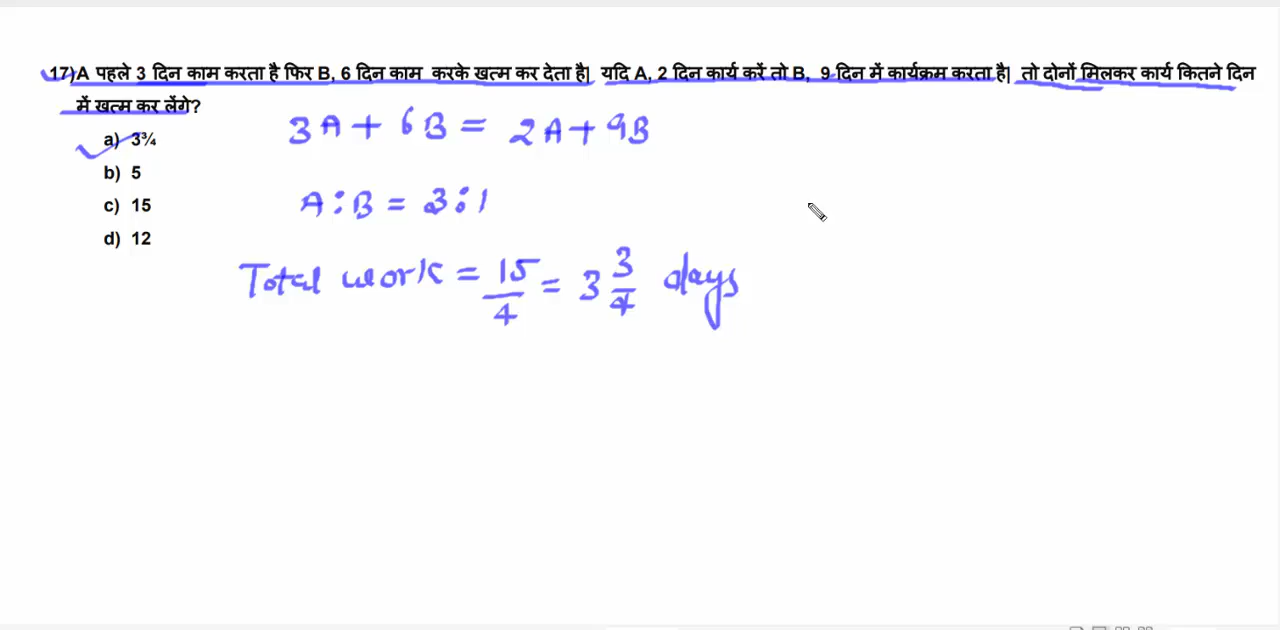 17)A पहले 3 दिन काम करता है फिर B, 6 दिन काम करके खत्म कर देता है| यदि A, 2 दिन कार्य करें तो B, 9 दिन में कार्यक्रम करता है| तो दोनों मिलकर कार्य कितने दिन
में खत्म कर लेंगे?
a) 3¾
b) 5
c) 15
d) 12
3A + 6B = 2A + 9B
A : B = 3 : 1
Total work = 15/4 = 3 3/4 days